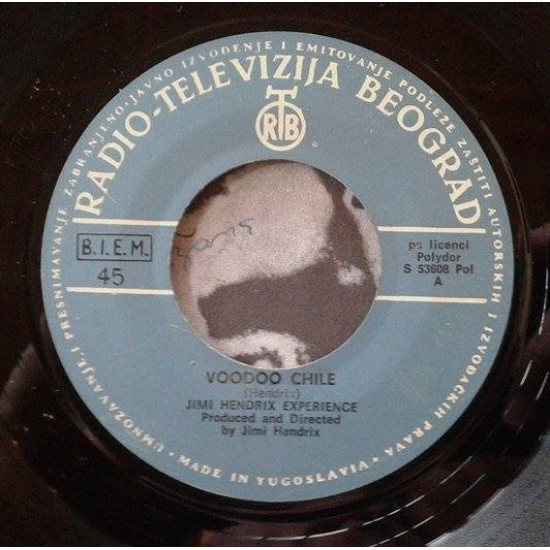 UMNOŽAVANJE I PRESNIMAVANJE ZABRANJENO · JAVNO IZVOĐENJE I EMITOVANJE PODLEŽE ZAŠTITI AUTORSKIH I IZVOĐAČKIH PRAVA.
RADIO-TELEVIZIJA BEOGRAD
RTB
B.I.E.M.
45
po licenci
Polydor
S 53608 Pol
A
VOODOO CHILE
(Hendrix)
JIMI HENDRIX EXPERIENCE
Produced and Directed
by Jimi Hendrix
· MADE IN YUGOSLAVIA ·